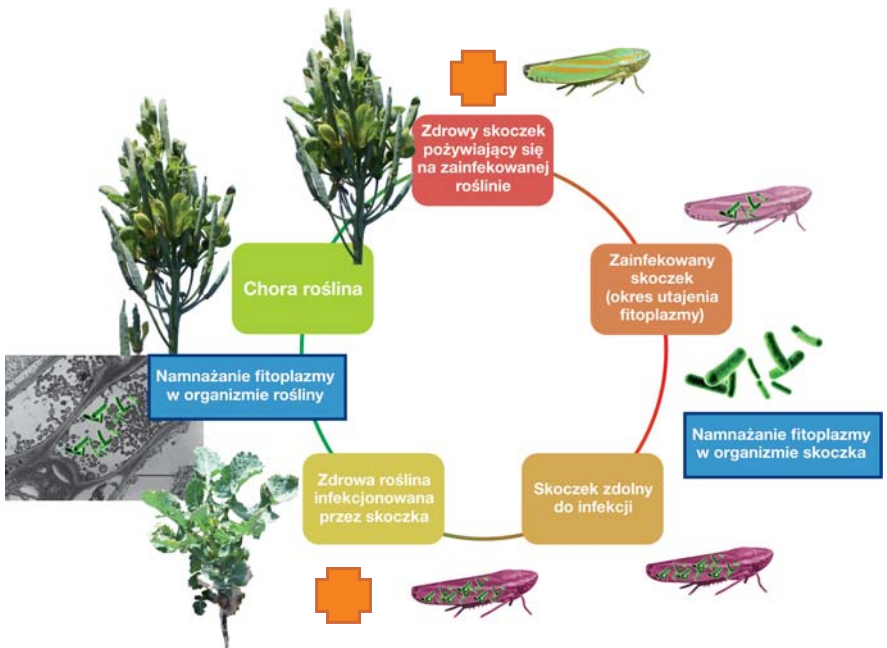 Zdrowy skoczek
pożywiający się
na zainfekowanej
roślinie
Zainfekowany
skoczek
(okres utajenia
fitoplazmy)
Namnażanie fitoplazmy
w organizmie skoczka
Skoczek zdolny
do infekcji
Zdrowa roślina
infekcjonowana
przez skoczka
Namnażanie fitoplazmy
w organizmie rośliny
Chora roślina